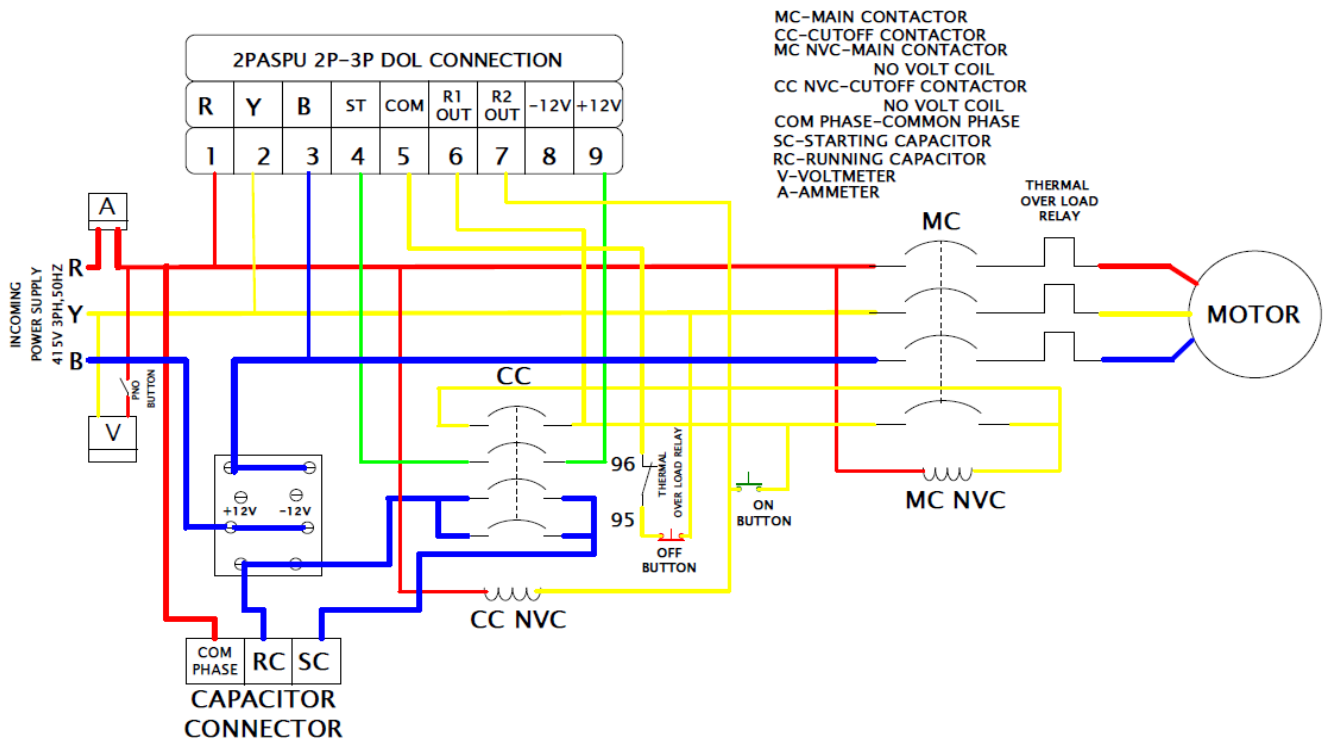 MC-MAIN CONTACTOR
CC-CUTOFF CONTACTOR
MC NVC-MAIN CONTACTOR
NO VOLT COIL
CC NVC-CUTOFF CONTACTOR
NO VOLT COIL
COM PHASE-COMMON PHASE
SC-STARTING CAPACITOR
RC-RUNNING CAPACITOR
V-VOLTMETER
A-AMMETER
2PASPU 2P-3P DOL CONNECTION
R Y B ST COM R1 OUT R2 OUT -12V +12V
1 2 3 4 5 6 7 8 9
A
R
Y
B
INCOMING
POWER SUPPLY
415V 3PH,50HZ
PNO
BUTTON
V
MC
THERMAL
OVER LOAD
RELAY
MOTOR
CC
+12V -12V
96
95
THERMAL
OVER LOAD RELAY
OFF
BUTTON
ON
BUTTON
MC NVC
CC NVC
COM
PHASE
RC
SC
CAPACITOR
CONNECTOR